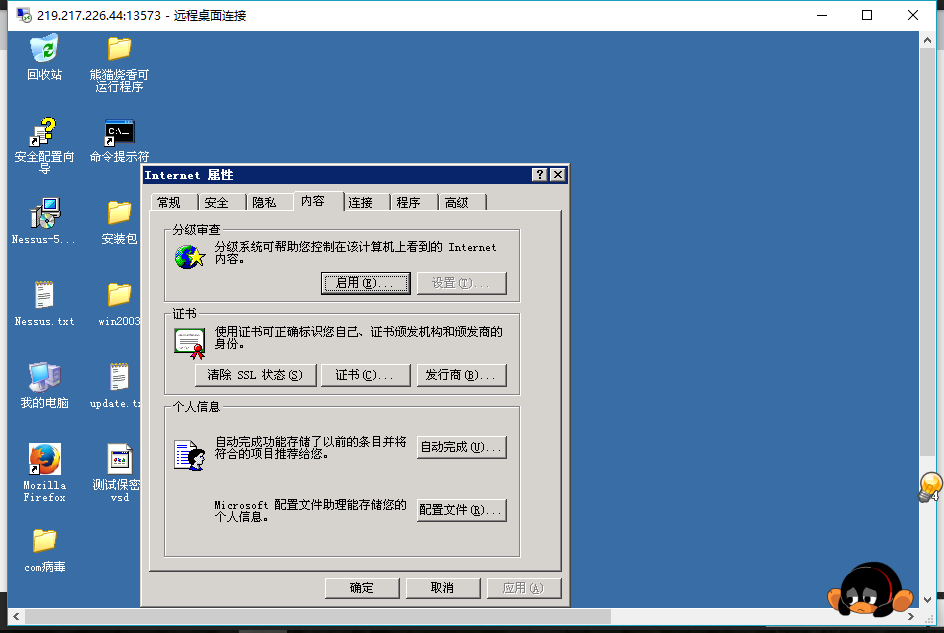 219.217.226.44:13573 - 远程桌面连接
回收站
熊猫烧香可
运行程序
安全配置向
导
命令提示符
Nessus-5...
安装包
Nessus.txt
win2003
我的电脑
update.tx
Mozilla
Firefox
测试保密
vsd
com病毒
Internet 属性
常规 安全 隐私 内容 连接 程序 高级
分级审查
分级系统可帮助您控制在该计算机上看到的 Internet
内容。
启用(E)... 设置(T)...
证书
使用证书可正确标识您自己、证书颁发机构和颁发商的
身份。
清除 SSL 状态(S) 证书(C)... 发行商(B)...
个人信息
自动完成功能存储了以前的条目并将
符合的项目推荐给您。
自动完成(U)...
Microsoft 配置文件助理能存储您的
个人信息。
配置文件(R)...
确定 取消 应用(A)